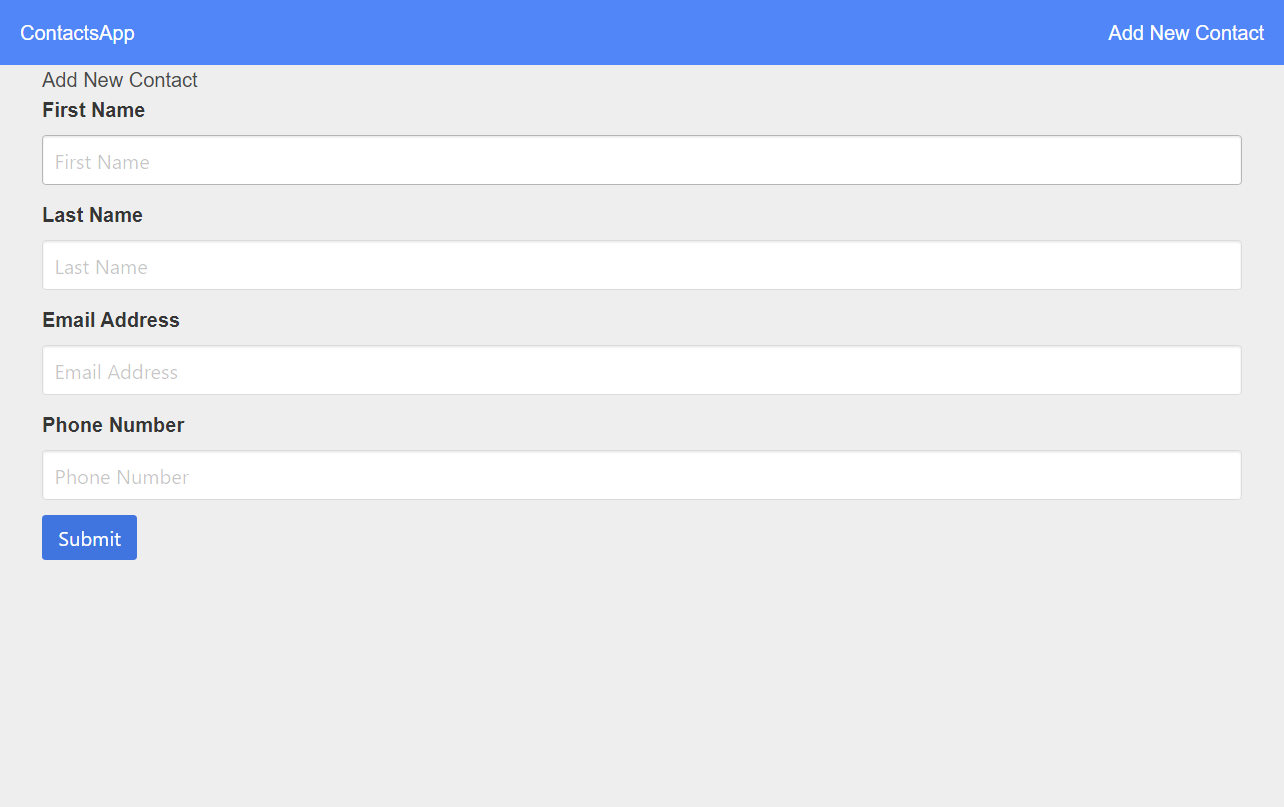 ContactsApp Add New Contact
Add New Contact
First Name
First Name
Last Name
Last Name
Email Address
Email Address
Phone Number
Phone Number
Submit